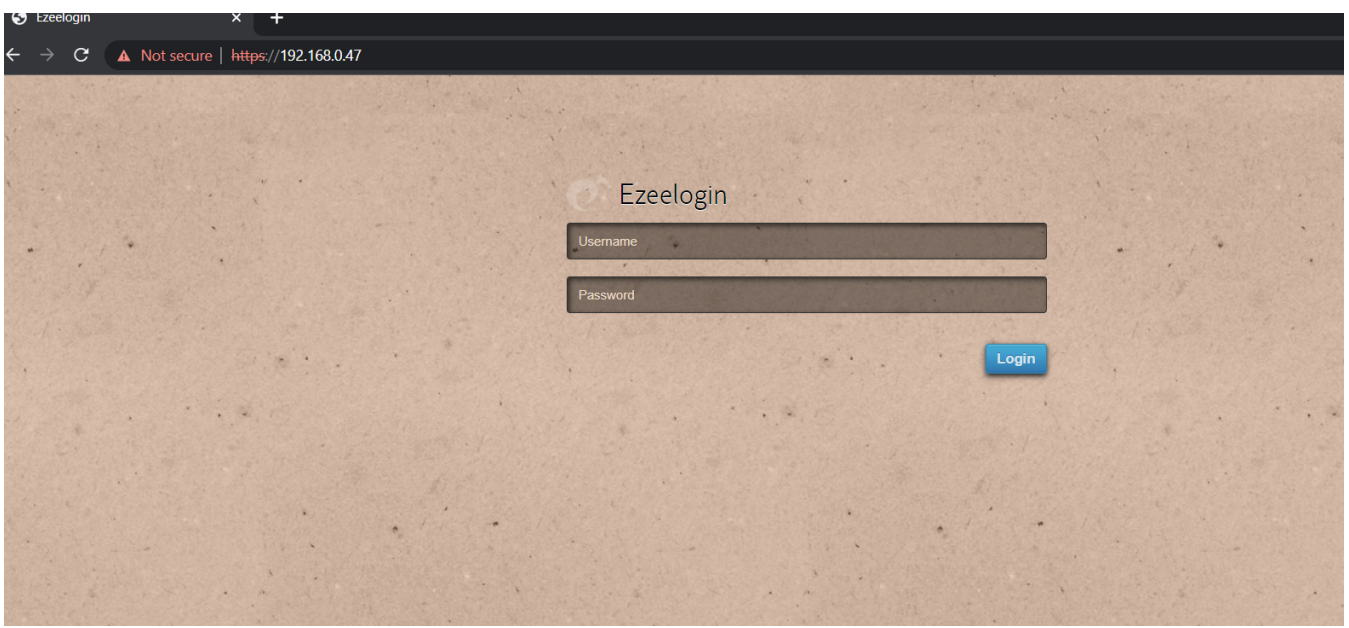 Ezeelogin
Not secure | https://192.168.0.47
Ezeelogin
Username
Password
Login